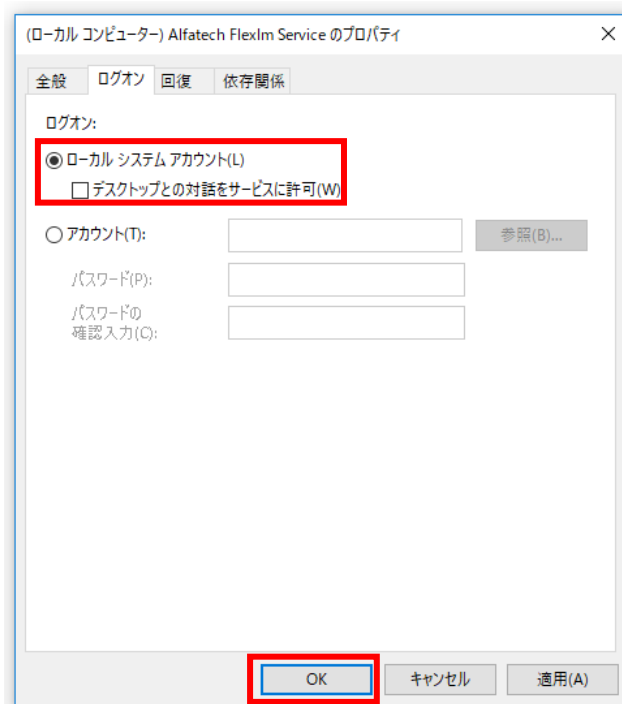 (ローカル コンピューター) Alfatech Flexlm Service のプロパティ
全般 ログオン 回復 依存関係
ログオン:
ローカル システム アカウント(L)
デスクトップとの対話をサービスに許可(W)
アカウント(T):
参照(B)...
パスワード(P):
パスワードの
確認入力(C):
OK キャンセル 適用(A)